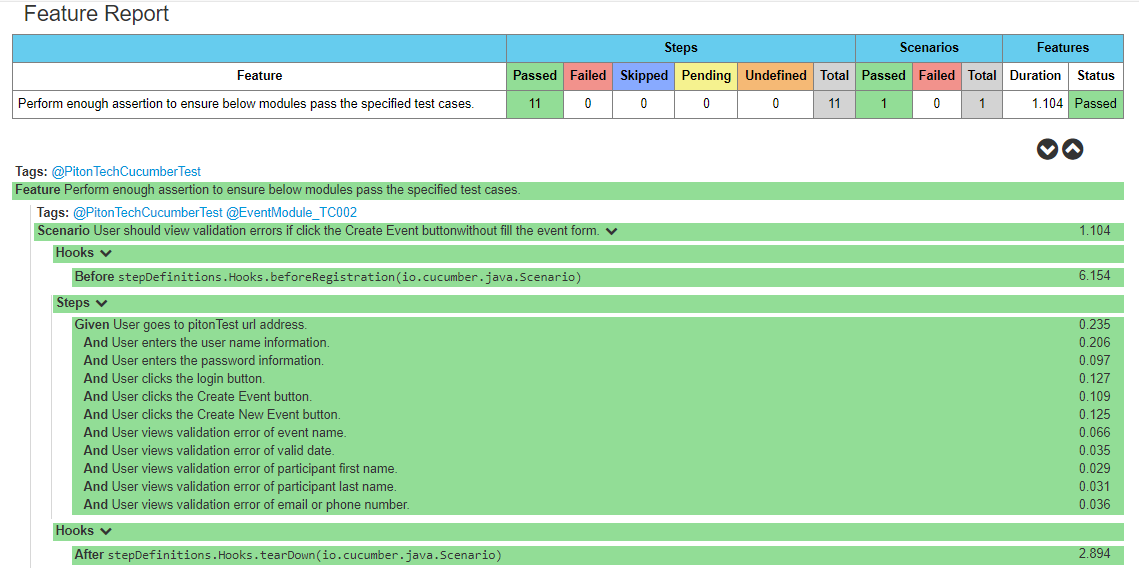 Feature Report
Steps Scenarios Features
Feature Passed Failed Skipped Pending Undefined Total Passed Failed Total Duration Status
Perform enough assertion to ensure below modules pass the specified test cases. 11 0 0 0 0 11 1 0 1 1.104 Passed
Tags: @PitonTechCucumberTest
Feature Perform enough assertion to ensure below modules pass the specified test cases.
Tags: @PitonTechCucumberTest @EventModule_TC002
Scenario User should view validation errors if click the Create Event buttonwithout fill the event form. 1.104
Hooks
Before stepDefinitions.Hooks.beforeRegistration(io.cucumber.java.Scenario) 6.154
Steps
Given User goes to pitonTest url address. 0.235
And User enters the user name information. 0.206
And User enters the password information. 0.097
And User clicks the login button. 0.127
And User clicks the Create Event button. 0.109
And User clicks the Create New Event button. 0.125
And User views validation error of event name. 0.066
And User views validation error of valid date. 0.035
And User views validation error of participant first name. 0.029
And User views validation error of participant last name. 0.031
And User views validation error of email or phone number. 0.036
Hooks
After stepDefinitions.Hooks.tearDown(io.cucumber.java.Scenario) 2.894